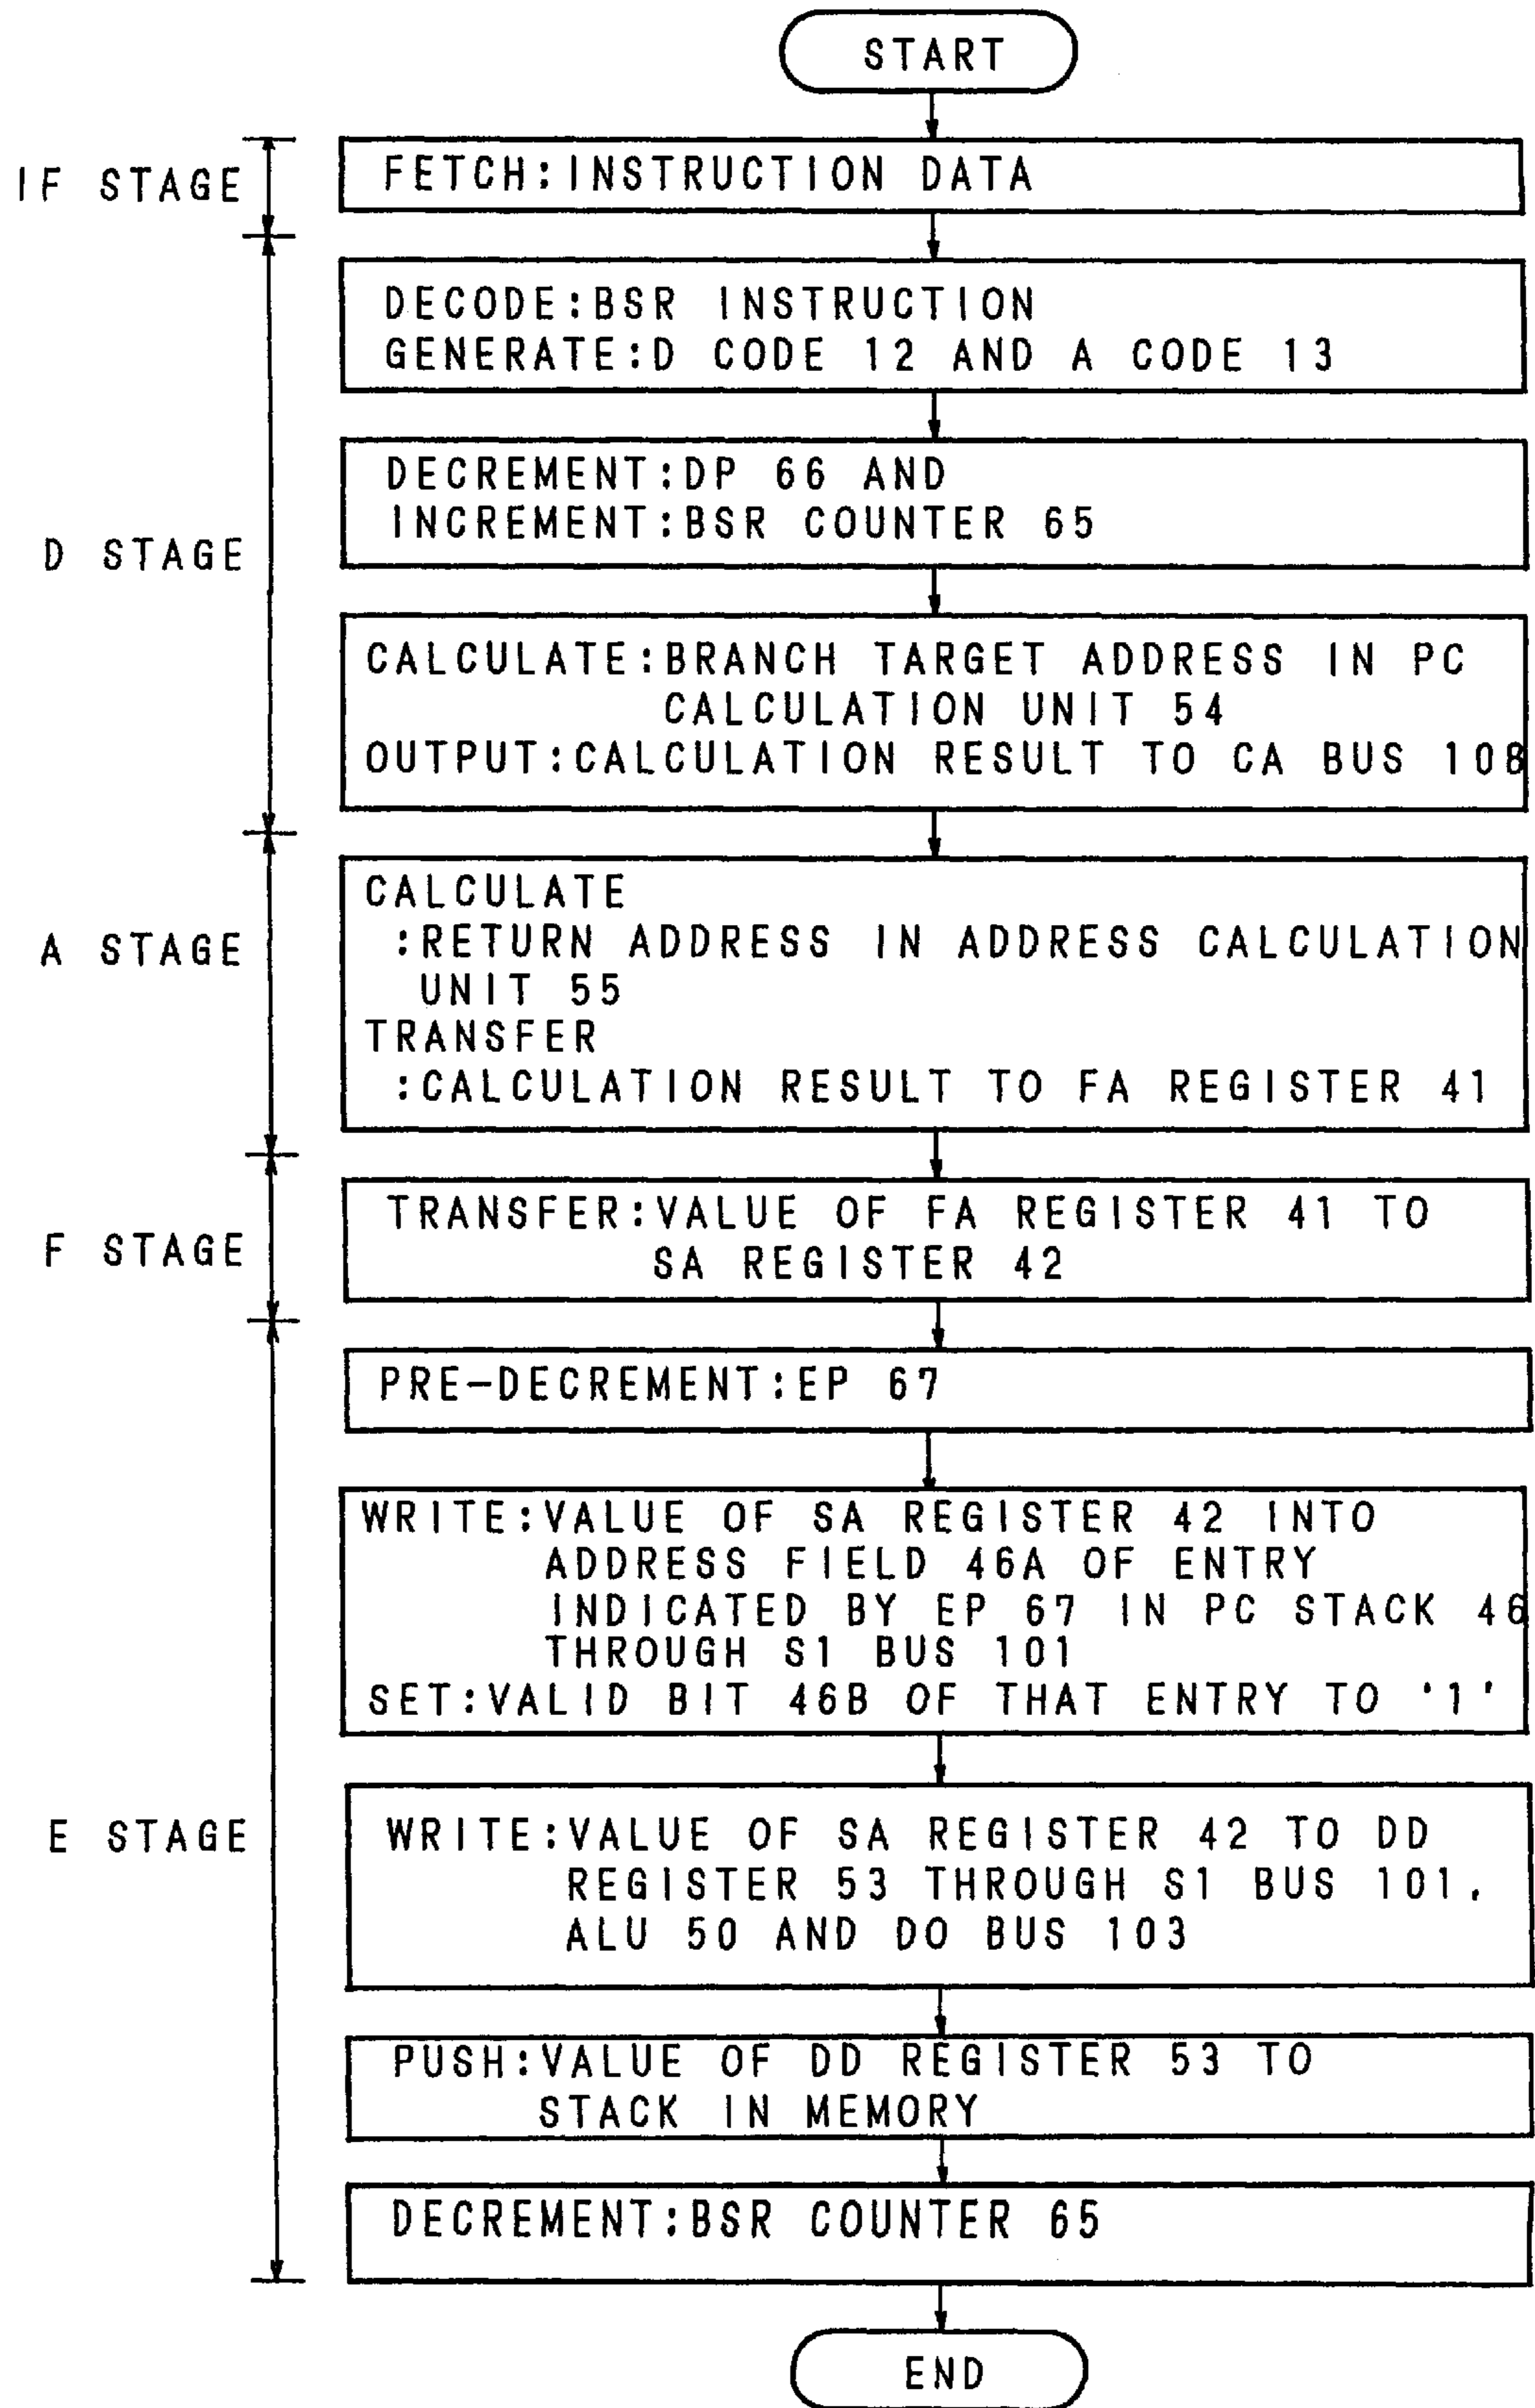 START
IF STAGE
FETCH:INSTRUCTION DATA
DECODE:BSR INSTRUCTION
GENERATE:D CODE 12 AND A CODE 13
DECREMENT:DP 66 AND
INCREMENT:BSR COUNTER 65
D STAGE
CALCULATE:BRANCH TARGET ADDRESS IN PC
CALCULATION UNIT 54
OUTPUT:CALCULATION RESULT TO CA BUS 108
A STAGE
CALCULATE
:RETURN ADDRESS IN ADDRESS CALCULATION
UNIT 55
TRANSFER
:CALCULATION RESULT TO FA REGISTER 41
F STAGE
TRANSFER:VALUE OF FA REGISTER 41 TO
SA REGISTER 42
PRE-DECREMENT:EP 67
WRITE:VALUE OF SA REGISTER 42 INTO
ADDRESS FIELD 46A OF ENTRY
INDICATED BY EP 67 IN PC STACK 46
THROUGH S1 BUS 101
SET:VALID BIT 46B OF THAT ENTRY TO '1'
E STAGE
WRITE:VALUE OF SA REGISTER 42 TO DD
REGISTER 53 THROUGH S1 BUS 101,
ALU 50 AND DO BUS 103
PUSH:VALUE OF DD REGISTER 53 TO
STACK IN MEMORY
DECREMENT:BSR COUNTER 65
END